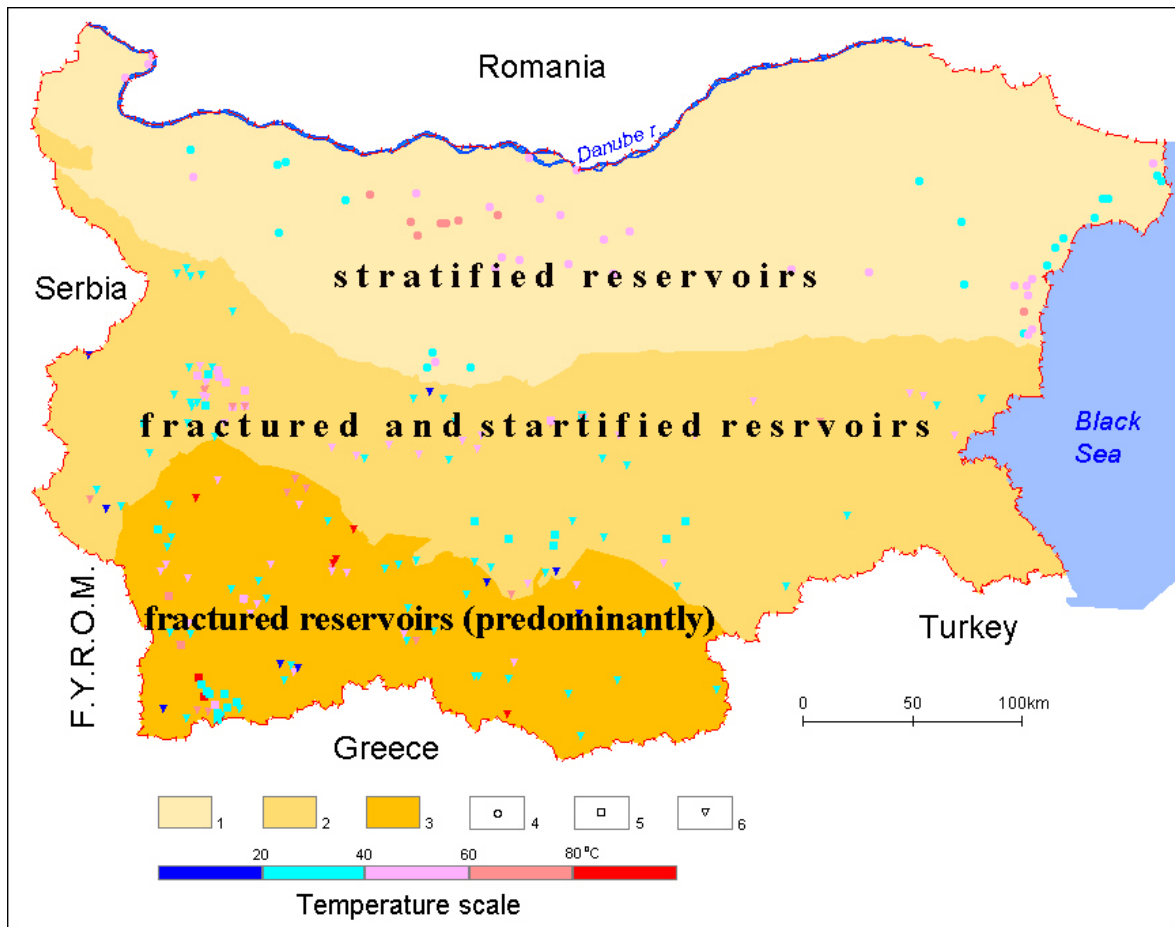 Romania
Danube r.
stratified reservoirs
Serbia
fractured and startified resrvoirs
Black
Sea
F.Y.R.O.M.
fractured reservoirs (predominantly)
Turkey
0 50 100km
Greece
1 2 3 4 5 6
20 40 60 80 °C
Temperature scale